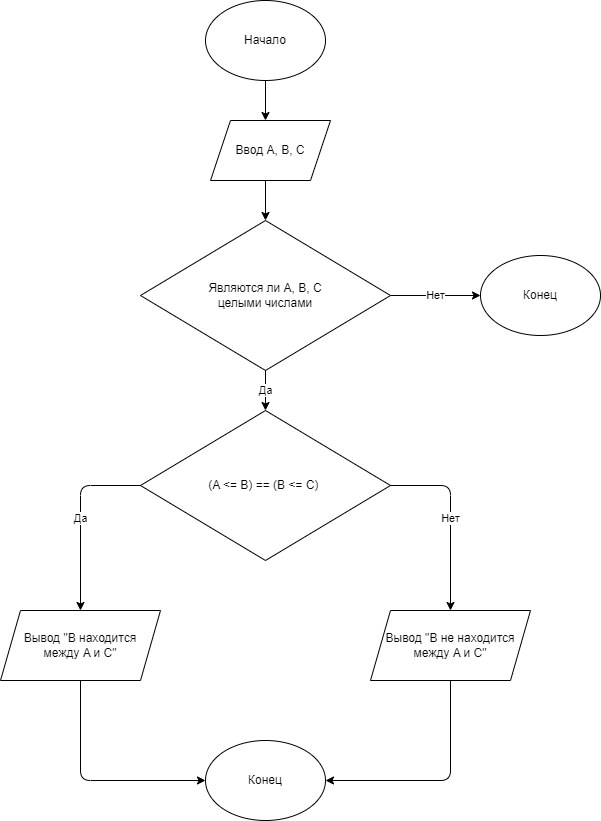 Начало
Ввод A, B, C
Являются ли A, B, C
целыми числами
Нет
Конец
Да
(A <= B) == (B <= C)
Да
Нет
Вывод "B находится
между A и C"
Вывод "B не находится
между A и C"
Конец